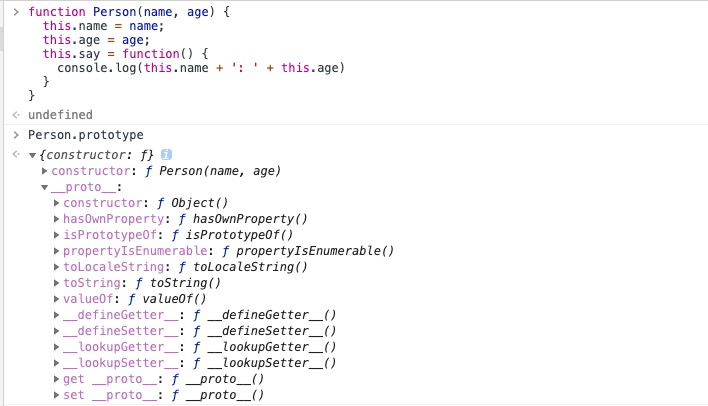 > function Person(name, age) {
this.name = name;
this.age = age;
this.say = function() {
console.log(this.name + ': ' + this.age)
}
}
undefined
> Person.prototype
{constructor: ƒ} i
constructor: ƒ Person(name, age)
__proto__:
constructor: ƒ Object()
hasOwnProperty: ƒ hasOwnProperty()
isPrototypeOf: ƒ isPrototypeOf()
propertyIsEnumerable: ƒ propertyIsEnumerable()
toLocaleString: ƒ toLocaleString()
toString: ƒ toString()
valueOf: ƒ valueOf()
__defineGetter__: ƒ __defineGetter__()
__defineSetter__: ƒ __defineSetter__()
__lookupGetter__: ƒ __lookupGetter__()
__lookupSetter__: ƒ __lookupSetter__()
get __proto__: ƒ __proto__()
set __proto__: ƒ __proto__()